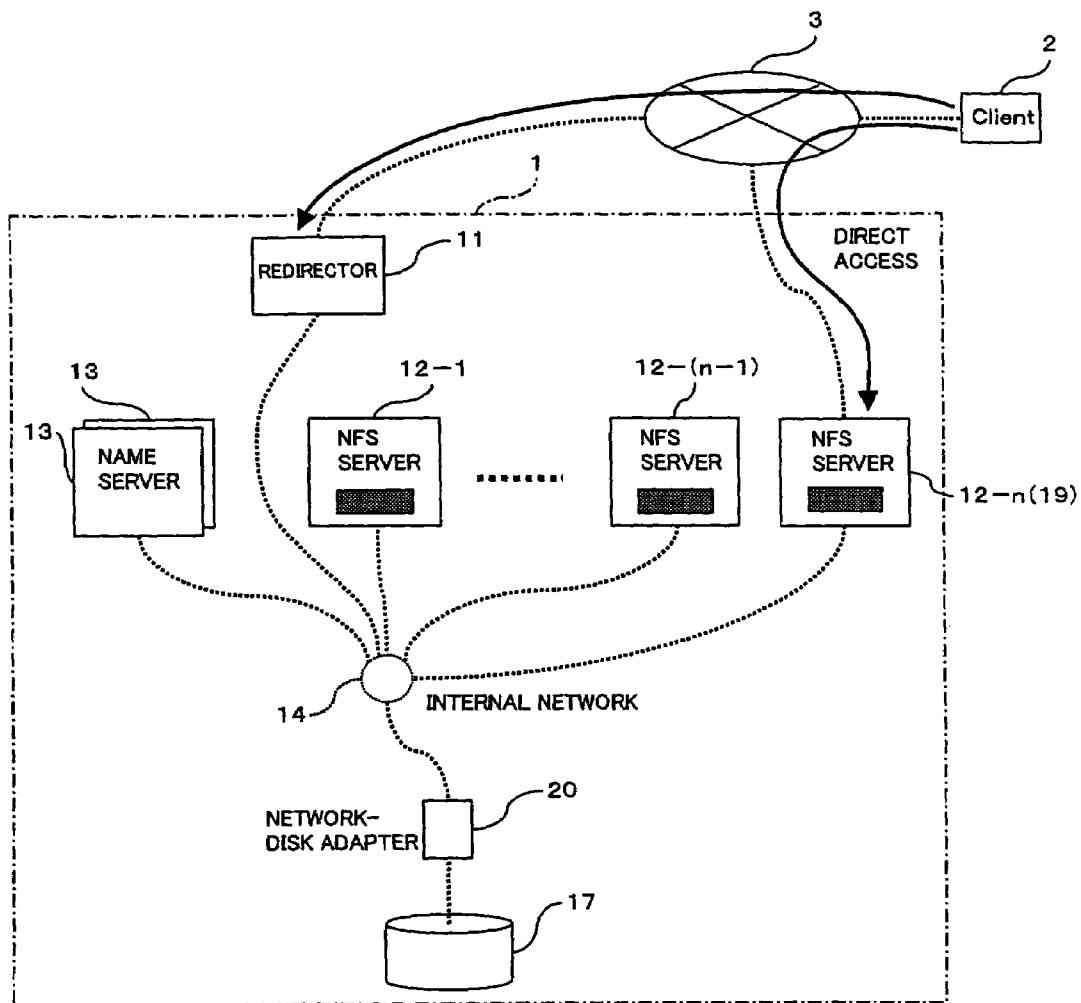 3
2
Client
1
11
REDIRECTOR
DIRECT
ACCESS
13
12-1
12-(n-1)
13
NAME
SERVER
NFS
SERVER
NFS
SERVER
NFS
SERVER
12-n(19)
14
INTERNAL NETWORK
20
NETWORK-
DISK ADAPTER
17